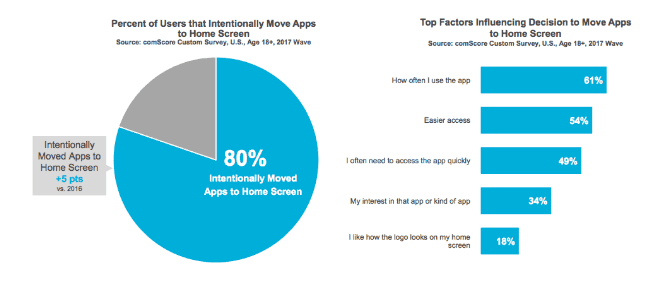 Percent of Users that Intentionally Move Apps
to Home Screen
Source: comScore Custom Survey, U.S., Age 18+, 2017 Wave
Intentionally
Moved Apps to
Home Screen
+5 pts
vs. 2016
80%
Intentionally Moved
Apps to Home Screen
Top Factors Influencing Decision to Move Apps
to Home Screen
Source: comScore Custom Survey, U.S., Age 18+, 2017 Wave
How often I use the app
61%
Easier access
54%
I often need to access the app quickly
49%
My interest in that app or kind of app
34%
I like how the logo looks on my home
screen
18%